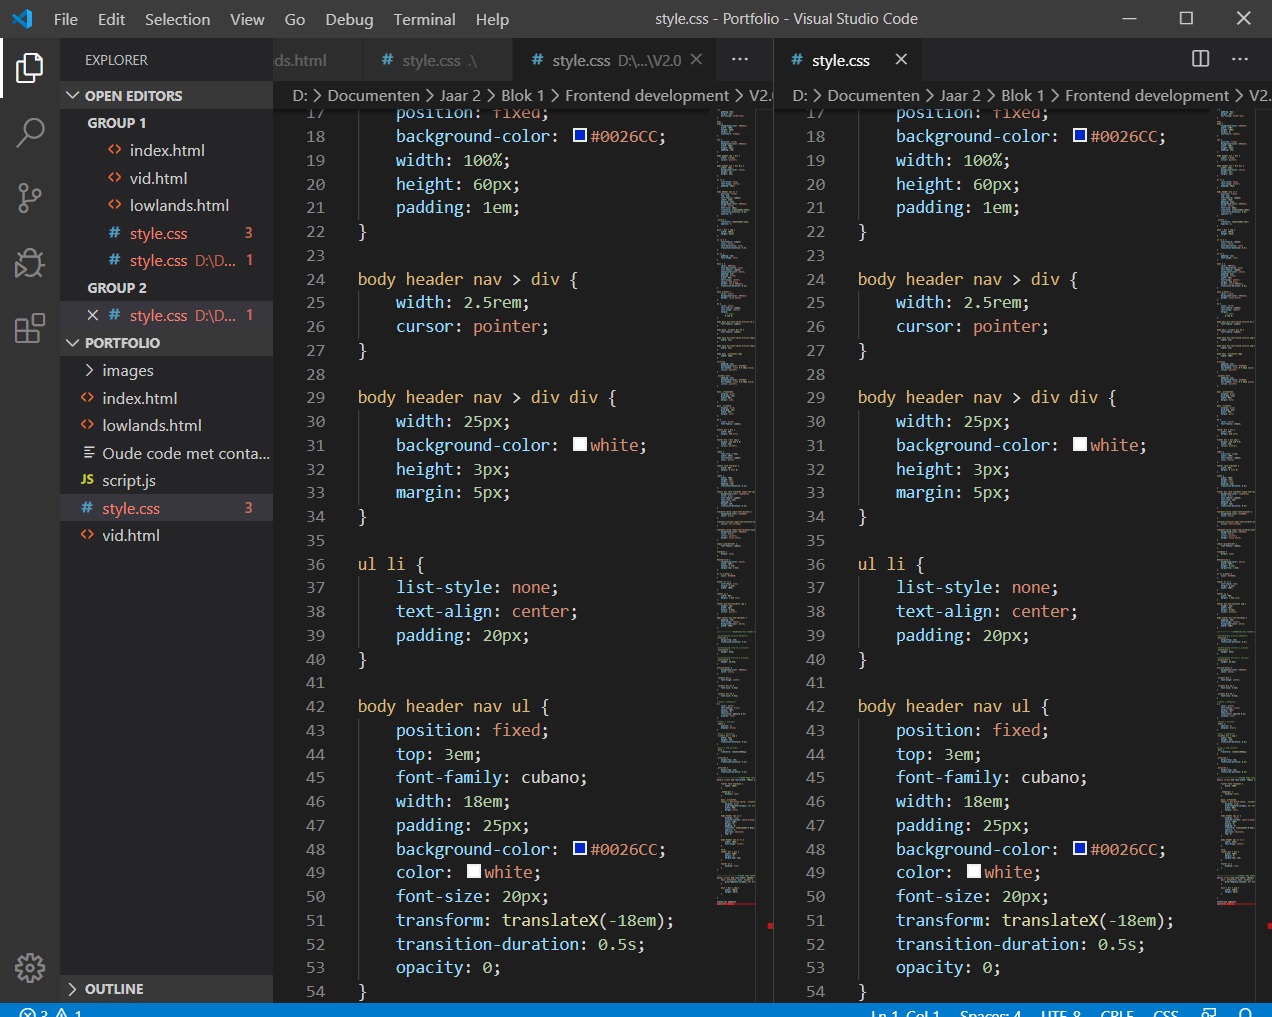 File Edit Selection View Go Debug Terminal Help
style.css - Portfolio - Visual Studio Code
EXPLORER
OPEN EDITORS
GROUP 1
<> index.html
<> vid.html
<> lowlands.html
# style.css 3
# style.css D:\D... 1
GROUP 2
# style.css D:\D... 1
PORTFOLIO
images
<> index.html
<> lowlands.html
Oude code met conta...
JS script.js
# style.css 3
<> vid.html
OUTLINE
ds.html # style.css .\ # style.css D:\...\V2.0 ...
D: > Documenten > Jaar 2 > Blok 1 > Frontend development > V2.
17 position: fixed;
18 background-color: #0026CC;
19 width: 100%;
20 height: 60px;
21 padding: 1em;
22 }
23
24 body header nav > div {
25 width: 2.5rem;
26 cursor: pointer;
27 }
28
29 body header nav > div div {
30 width: 25px;
31 background-color: white;
32 height: 3px;
33 margin: 5px;
34 }
35
36 ul li {
37 list-style: none;
38 text-align: center;
39 padding: 20px;
40 }
41
42 body header nav ul {
43 position: fixed;
44 top: 3em;
45 font-family: cubano;
46 width: 18em;
47 padding: 25px;
48 background-color: #0026CC;
49 color: white;
50 font-size: 20px;
51 transform: translateX(-18em);
52 transition-duration: 0.5s;
53 opacity: 0;
54 }
# style.css ...
D: > Documenten > Jaar 2 > Blok 1 > Frontend development > V2.
17 position: fixed;
18 background-color: #0026CC;
19 width: 100%;
20 height: 60px;
21 padding: 1em;
22 }
23
24 body header nav > div {
25 width: 2.5rem;
26 cursor: pointer;
27 }
28
29 body header nav > div div {
30 width: 25px;
31 background-color: white;
32 height: 3px;
33 margin: 5px;
34 }
35
36 ul li {
37 list-style: none;
38 text-align: center;
39 padding: 20px;
40 }
41
42 body header nav ul {
43 position: fixed;
44 top: 3em;
45 font-family: cubano;
46 width: 18em;
47 padding: 25px;
48 background-color: #0026CC;
49 color: white;
50 font-size: 20px;
51 transform: translateX(-18em);
52 transition-duration: 0.5s;
53 opacity: 0;
54 }
3 1 Ln 1, Col 1 Spaces: 4 UTF-8 CRLF CSS